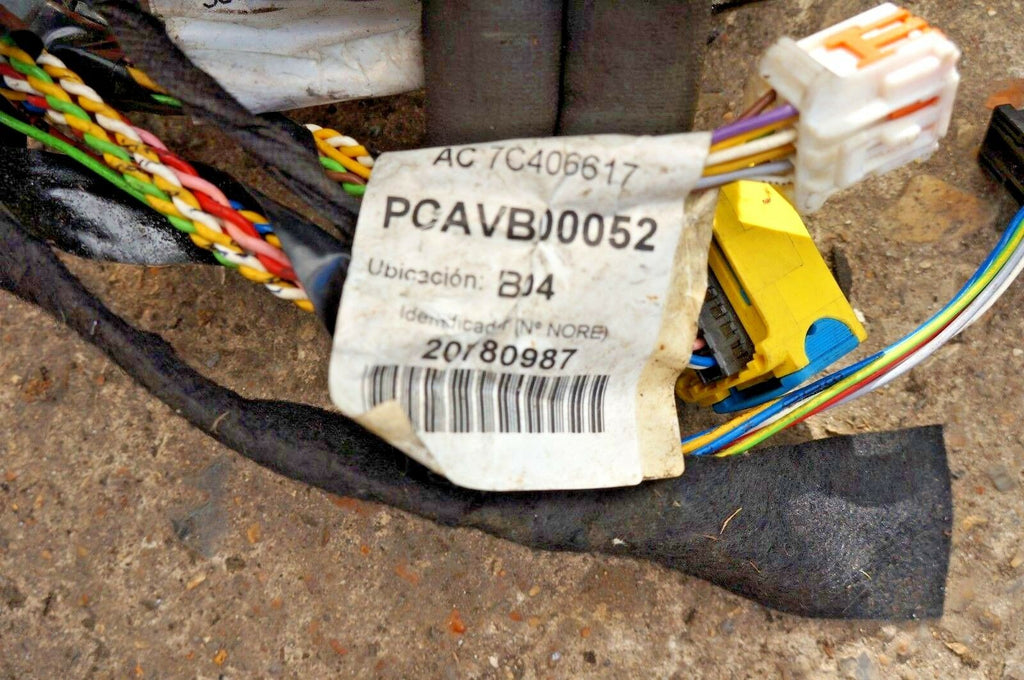 AC 7C406617
PCAVB00052
Ubicación: B04
Identificador (Nº NORE)
20780987